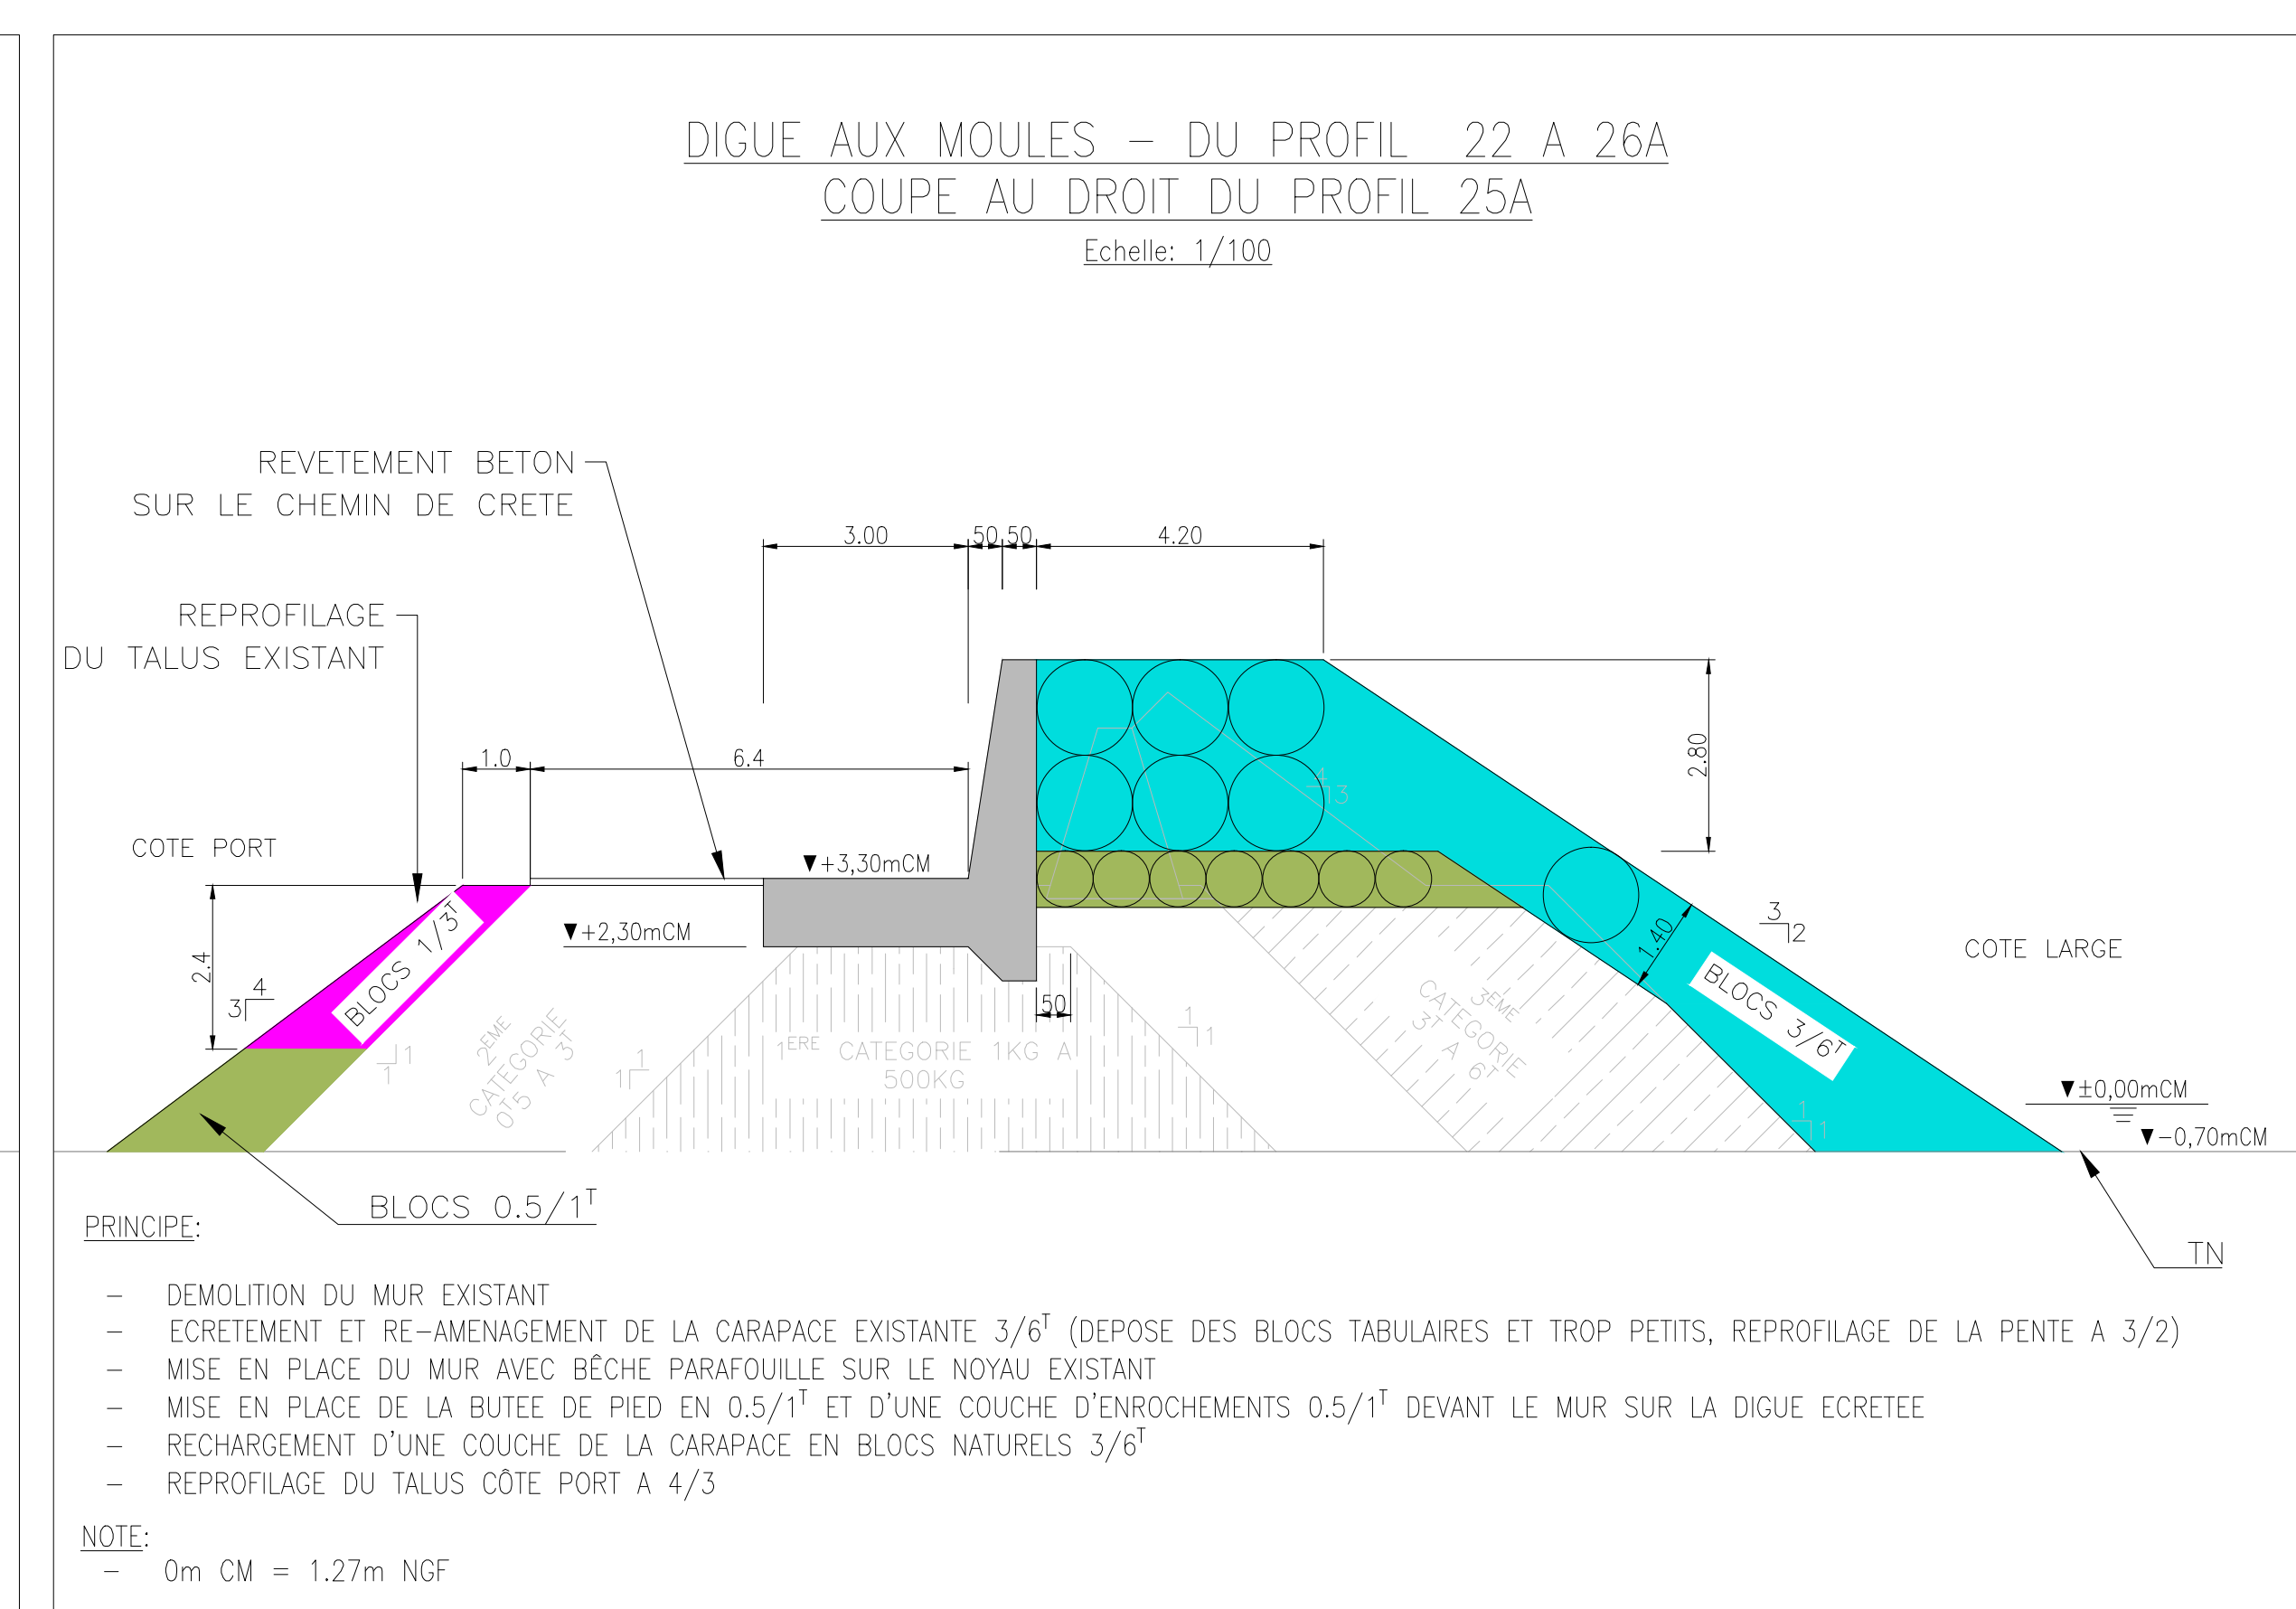 DIGUE AUX MOULES – DU PROFIL 22 A 26A
COUPE AU DROIT DU PROFIL 25A
Echelle: 1/100
REVETEMENT BETON
SUR LE CHEMIN DE CRETE
3.00
50
50
4.20
REPROFILAGE
DU TALUS EXISTANT
1.0
6.4
2.80
4
3
COTE PORT
+3,30mCM
+2,30mCM
BLOCS 1/3T
2.4
3
4
1.40
3
2
COTE LARGE
BLOCS 3/6T
50
1
1
1
1
1
1
2EME
CATEGORIE
0T5 A 3T
1ERE CATEGORIE 1KG A
500KG
3EME
CATEGORIE
3T A 6T
1
1
±0,00mCM
-0,70mCM
BLOCS 0.5/1T
TN
PRINCIPE:
– DEMOLITION DU MUR EXISTANT
– ECRETEMENT ET RE-AMENAGEMENT DE LA CARAPACE EXISTANTE 3/6T (DEPOSE DES BLOCS TABULAIRES ET TROP PETITS, REPROFILAGE DE LA PENTE A 3/2)
– MISE EN PLACE DU MUR AVEC BÊCHE PARAFOUILLE SUR LE NOYAU EXISTANT
– MISE EN PLACE DE LA BUTEE DE PIED EN 0.5/1T ET D'UNE COUCHE D'ENROCHEMENTS 0.5/1T DEVANT LE MUR SUR LA DIGUE ECRETEE
– RECHARGEMENT D'UNE COUCHE DE LA CARAPACE EN BLOCS NATURELS 3/6T
– REPROFILAGE DU TALUS CÔTE PORT A 4/3
NOTE:
– 0m CM = 1.27m NGF